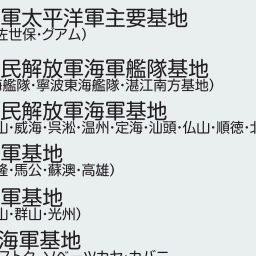 軍太平洋軍主要基地
佐世保･グアム）
民解放軍海軍艦隊基地
海艦隊･寧波東海艦隊･湛江南方基地）
民解放軍海軍基地
山･威海･呉淞･温州･定海･汕頭･仏山･順徳･北
軍基地
隆･馬公･蘇澳･高雄）
軍基地
山･群山･光州）
海軍基地